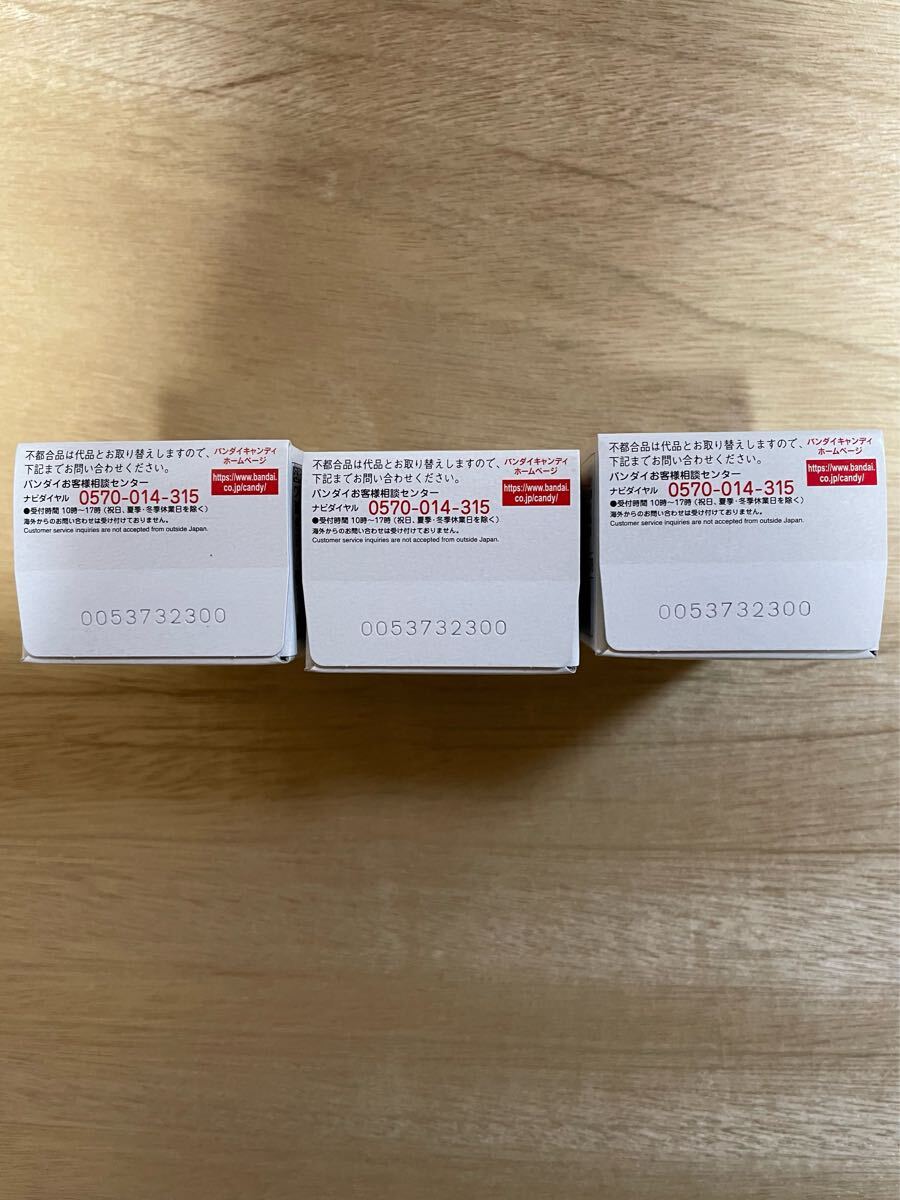 不都合品は代品とお取り替えしますので、
下記までお問い合わせください。
バンダイお客様相談センター
ナビダイヤル 0570-014-315
●受付時間 10時〜17時(祝日、夏季・冬季休業日を除く)
海外からのお問い合わせは受け付けておりません。
Customer service inquiries are not accepted from outside Japan.
バンダイキャンディ
ホームページ
https://www.bandai.
co.jp/candy/
0053732300
不都合品は代品とお取り替えしますので、
下記までお問い合わせください。
バンダイお客様相談センター
ナビダイヤル 0570-014-315
●受付時間 10時〜17時(祝日、夏季・冬季休業日を除く)
海外からのお問い合わせは受け付けておりません。
Customer service inquiries are not accepted from outside Japan.
バンダイキャンディ
ホームページ
https://www.bandai.
co.jp/candy/
0053732300
不都合品は代品とお取り替えしますので、
下記までお問い合わせください。
バンダイお客様相談センター
ナビダイヤル 0570-014-315
●受付時間 10時〜17時(祝日、夏季・冬季休業日を除く)
海外からのお問い合わせは受け付けておりません。
Customer service inquiries are not accepted from outside Japan.
バンダイキャンディ
ホームページ
https://www.bandai.
co.jp/candy/
0053732300